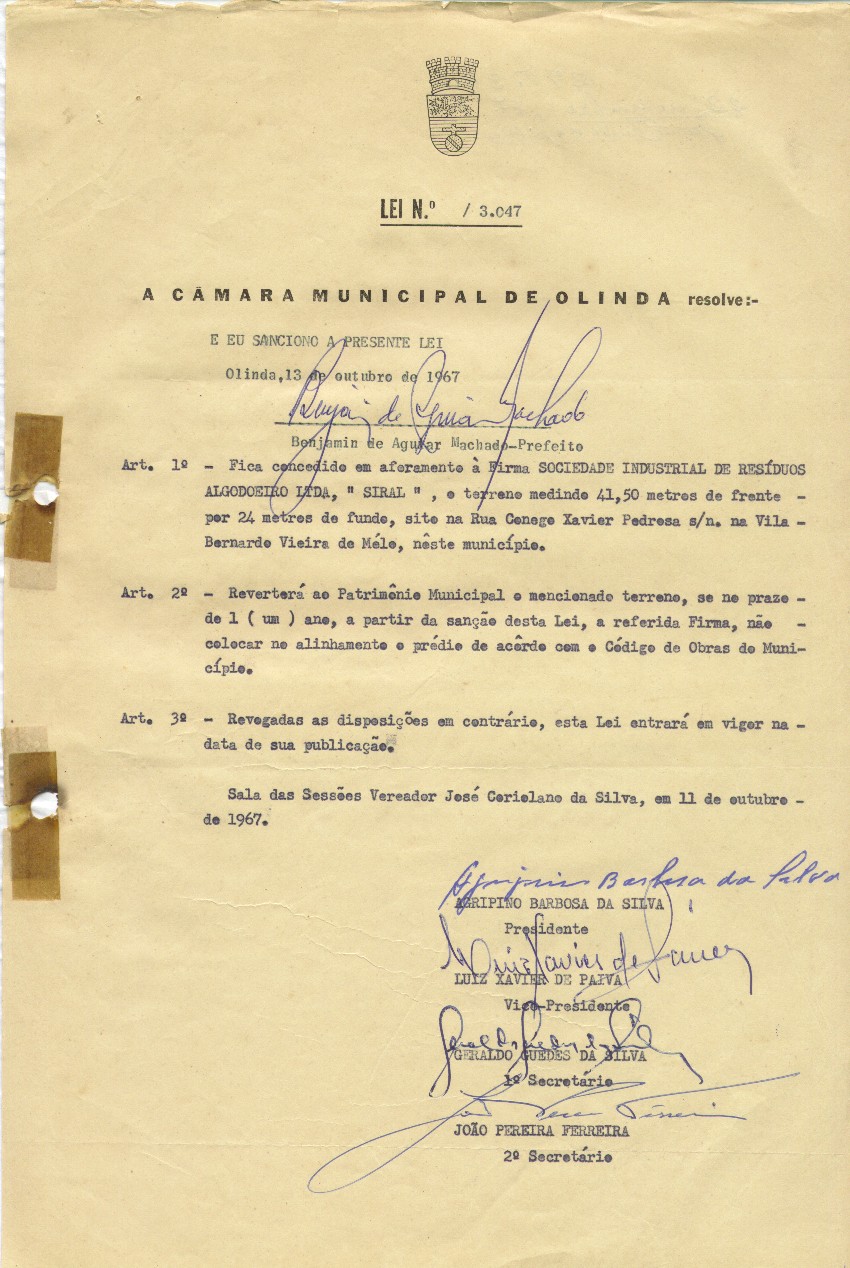 LEI N.º / 3.047
A CÂMARA MUNICIPAL DE OLINDA resolve:-
E EU SANCIONO A PRESENTE LEI
Olinda,13 de outubro de 1967
Benjamin de Aguiar Machado
Benjamin de Aguiar Machado-Prefeito
Art. 1º - Fica concedido em aforamento à Firma SOCIEDADE INDUSTRIAL DE RESÍDUOS
ALGODOEIRO LTDA, " SIRAL " , o terreno medindo 41,50 metros de frente -
por 24 metros de fundo, sito na Rua Conego Xavier Pedrosa s/n. na Vila -
Bernardo Vieira de Mélo, nêste município.
Art. 2º - Reverterá ao Patrimônio Municipal o mencionado terreno, se no prazo -
de 1 ( um ) ano, a partir da sanção desta Lei, a referida Firma, não -
colocar no alinhamento o prédio de acôrdo com o Código de Obras do Muni-
cípio.
Art. 3º - Revogadas as disposições em contrário, esta Lei entrará em vigor na -
data de sua publicação.
Sala das Sessões Vereador José Coriolano da Silva, em 11 de outubro -
de 1967.
Agripino Barbosa da Silva
AGRIPINO BARBOSA DA SILVA
Presidente
Luiz Xavier de Paiva
LUIZ XAVIER DE PAIVA
Vice-Presidente
Geraldo Guedes da Silva
GERALDO GUEDES DA SILVA
1º Secretário
João Pereira Ferreira
JOÃO PEREIRA FERREIRA
2º Secretário